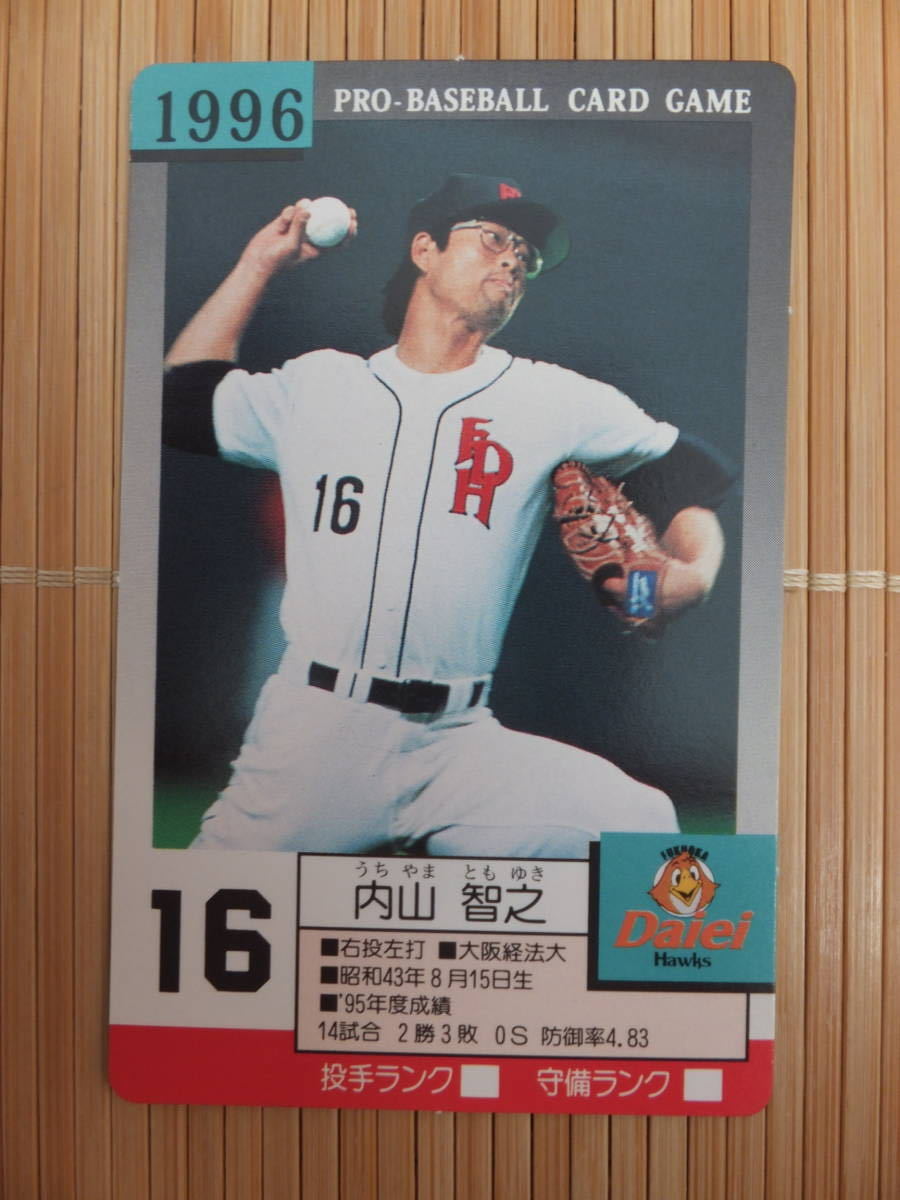 1996
PRO-BASEBALL CARD GAME
FDH
16
16
うち やま とも ゆき
内山 智之
■右投左打 ■大阪経法大
■昭和43年8月15日生
■'95年度成績
14試合 2勝3敗 0S 防御率4.83
FUKUOKA
Daiei
Hawks
投手ランク 守備ランク